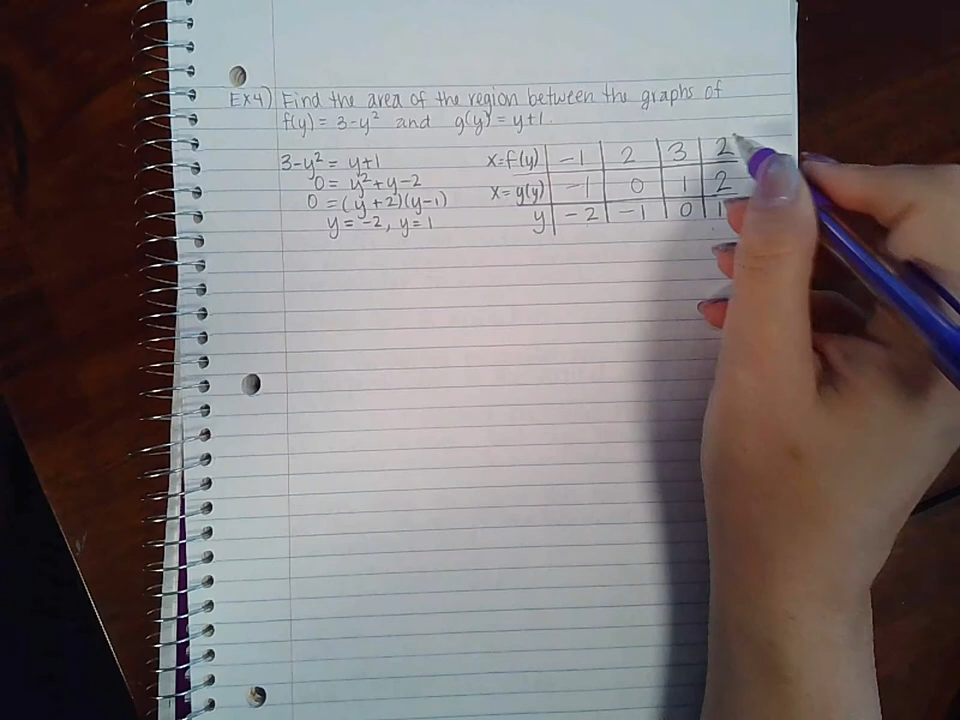 Ex4) Find the area of the region between the graphs of
f(y) = 3-y² and g(y) = y+1.
3-y² = y+1
0 = y²+y-2
0 = (y+2)(y-1)
y = -2, y = 1
x=f(y) -1 2 3 2
x=g(y) -1 0 1 2
y -2 -1 0 1